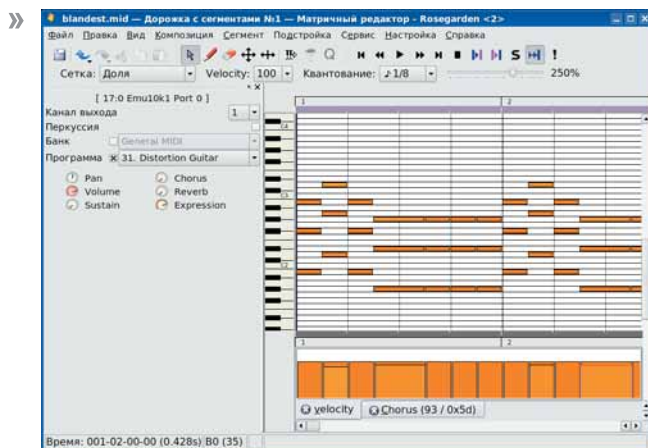 »
blandest.mid — Дорожка с сегментами №1 — Матричный редактор - Rosegarden <2>
Файл Правка Вид Композиция Сегмент Подстройка Сервис Настройка Справка
Сетка: Доля Velocity: 100 Квантование: ♪1/8 250%
[ 17:0 Emu10k1 Port 0 ]
Канал выхода 1
Перкуссия
Банк General MIDI
Программа 31. Distortion Guitar
Pan Chorus
Volume Reverb
Sustain Expression
1 2
C4
C3
C2
1 2
velocity Chorus (93 / 0x5d)
Время: 001-02-00-00 (0.428s) B0 (35)